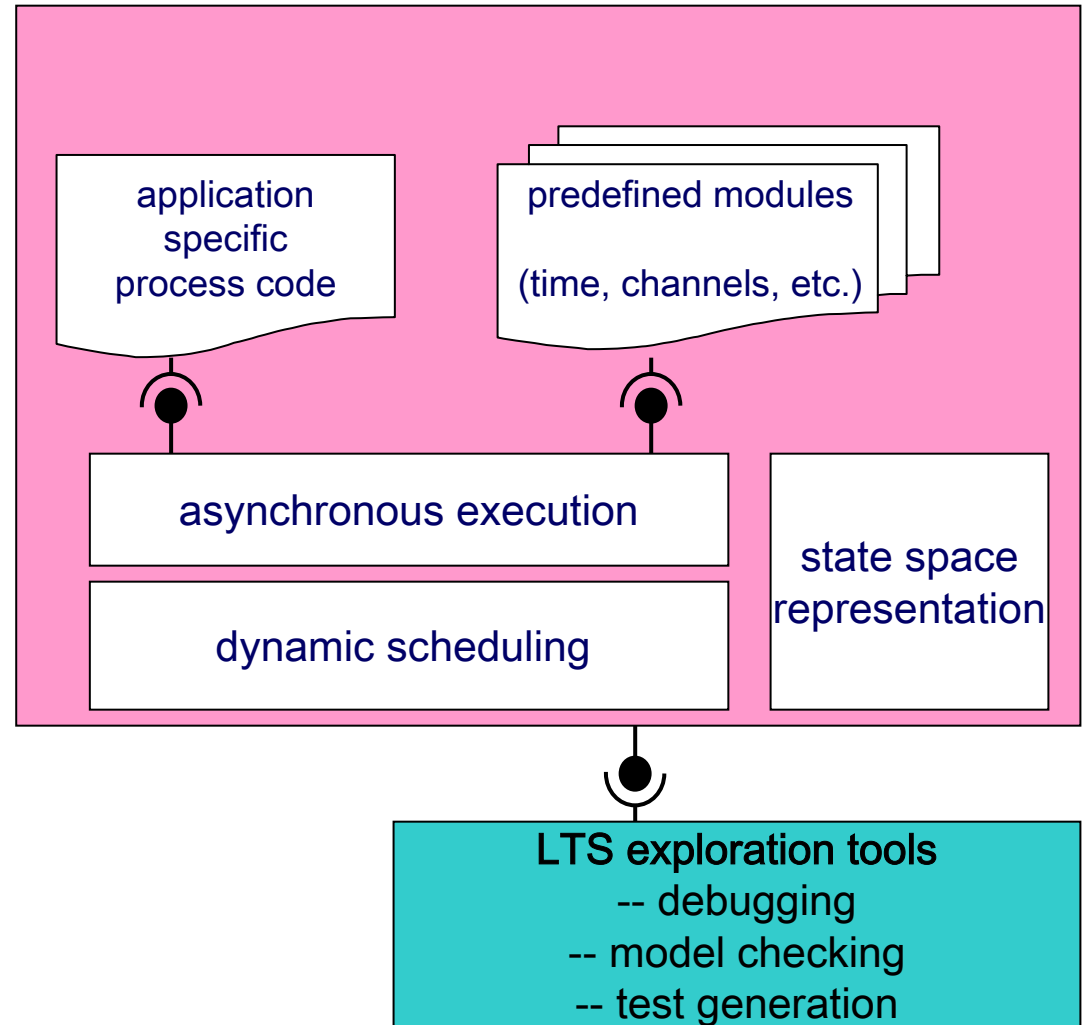 application
specific
process code
predefined modules
(time, channels, etc.)
asynchronous execution
dynamic scheduling
state space
representation
LTS exploration tools
-- debugging
-- model checking
-- test generation